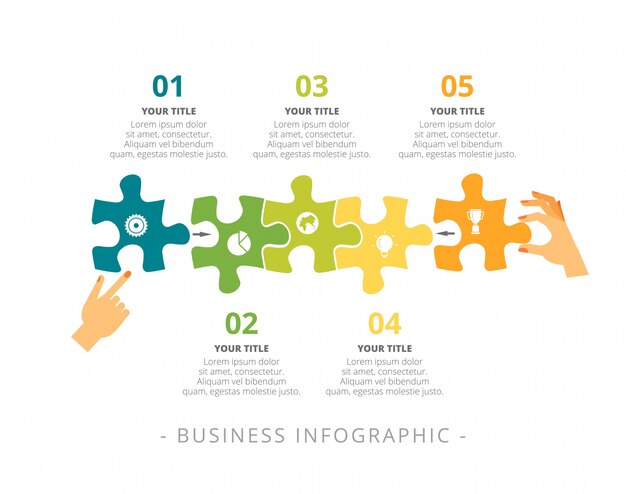 01
YOUR TITLE
Lorem ipsum dolor
sit amet, consectetur.
Aliquam vel bibendum
quam, egestas molestie justo.
03
YOUR TITLE
Lorem ipsum dolor
sit amet, consectetur.
Aliquam vel bibendum
quam, egestas molestie justo.
05
YOUR TITLE
Lorem ipsum dolor
sit amet, consectetur.
Aliquam vel bibendum
quam, egestas molestie justo.
02
YOUR TITLE
Lorem ipsum dolor
sit amet, consectetur.
Aliquam vel bibendum
quam, egestas molestie justo.
04
YOUR TITLE
Lorem ipsum dolor
sit amet, consectetur.
Aliquam vel bibendum
quam, egestas molestie justo.
- BUSINESS INFOGRAPHIC -